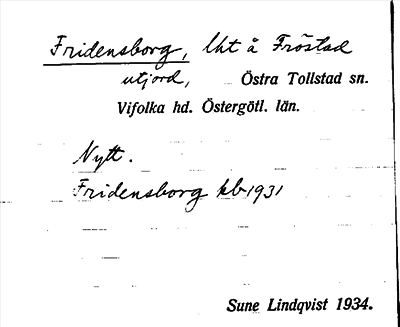 Fridensborg, lht å Fröstad
utjord, Östra Tollstad sn.
Vifolka hd. Östergötl. län.
Nytt.
Fridensborg kb 1931
Sune Lindqvist 1934.